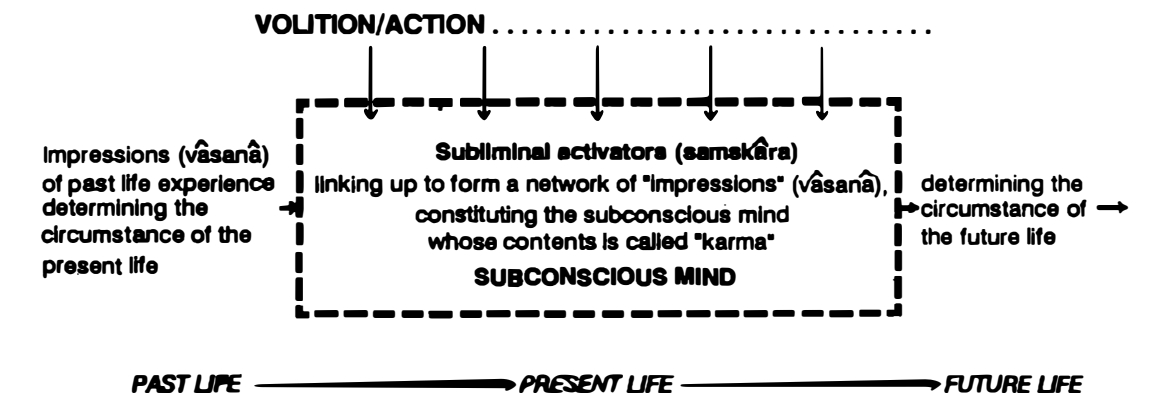 VOLITION/ACTION . . . . . . . . . . . . . . . . . . . . . . . . . . . . . . . .
Impressions (vâsanâ)
of past life experience
determining the
circumstance of the
present life
Subliminal activators (samskâra)
linking up to form a network of "impressions" (vâsanâ),
constituting the subconscious mind
whose contents is called "karma"
SUBCONSCIOUS MIND
determining the
circumstance of
the future life
PAST LIFE PRESENT LIFE FUTURE LIFE